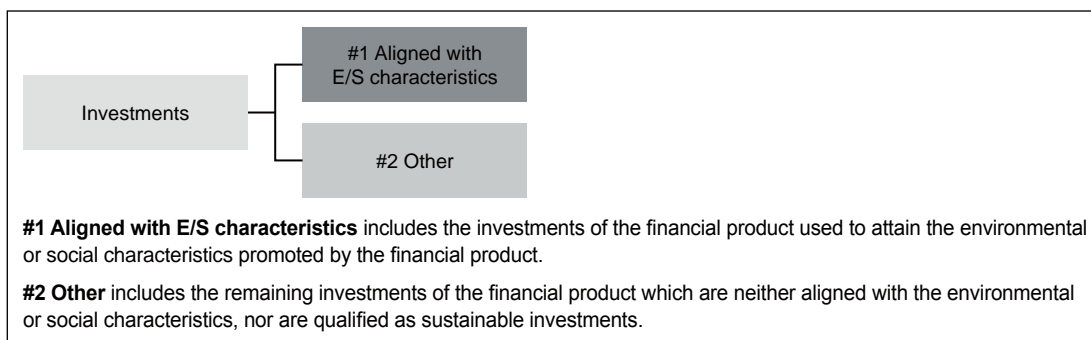 #1 Aligned with
E/S characteristics
Investments
#2 Other
#1 Aligned with E/S characteristics includes the investments of the financial product used to attain the environmental
or social characteristics promoted by the financial product.
#2 Other includes the remaining investments of the financial product which are neither aligned with the environmental
or social characteristics, nor are qualified as sustainable investments.